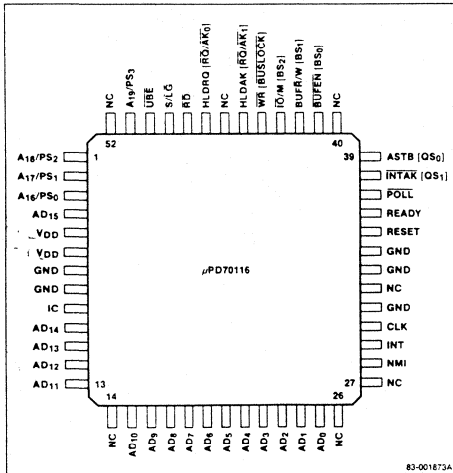 NC
A19/PS3
UBE
S/LG
RD
HLDRQ [RQ/AK0]
NC
HLDAK [RQ/AK1]
WR [BUSLOCK]
IO/M [BS2]
BUFR/W [BS1]
BUFEN [BS0]
NC
52
40
1
39
A18/PS2
A17/PS1
A16/PS0
AD15
VDD
VDD
GND
GND
IC
AD14
AD13
AD12
AD11
µPD70116
ASTB [QS0]
INTAK [QS1]
POLL
READY
RESET
GND
GND
NC
GND
CLK
INT
NMI
NC
13
27
14
26
NC
AD10
AD9
AD8
AD7
AD6
AD5
AD4
AD3
AD2
AD1
AD0
NC
83-001873A